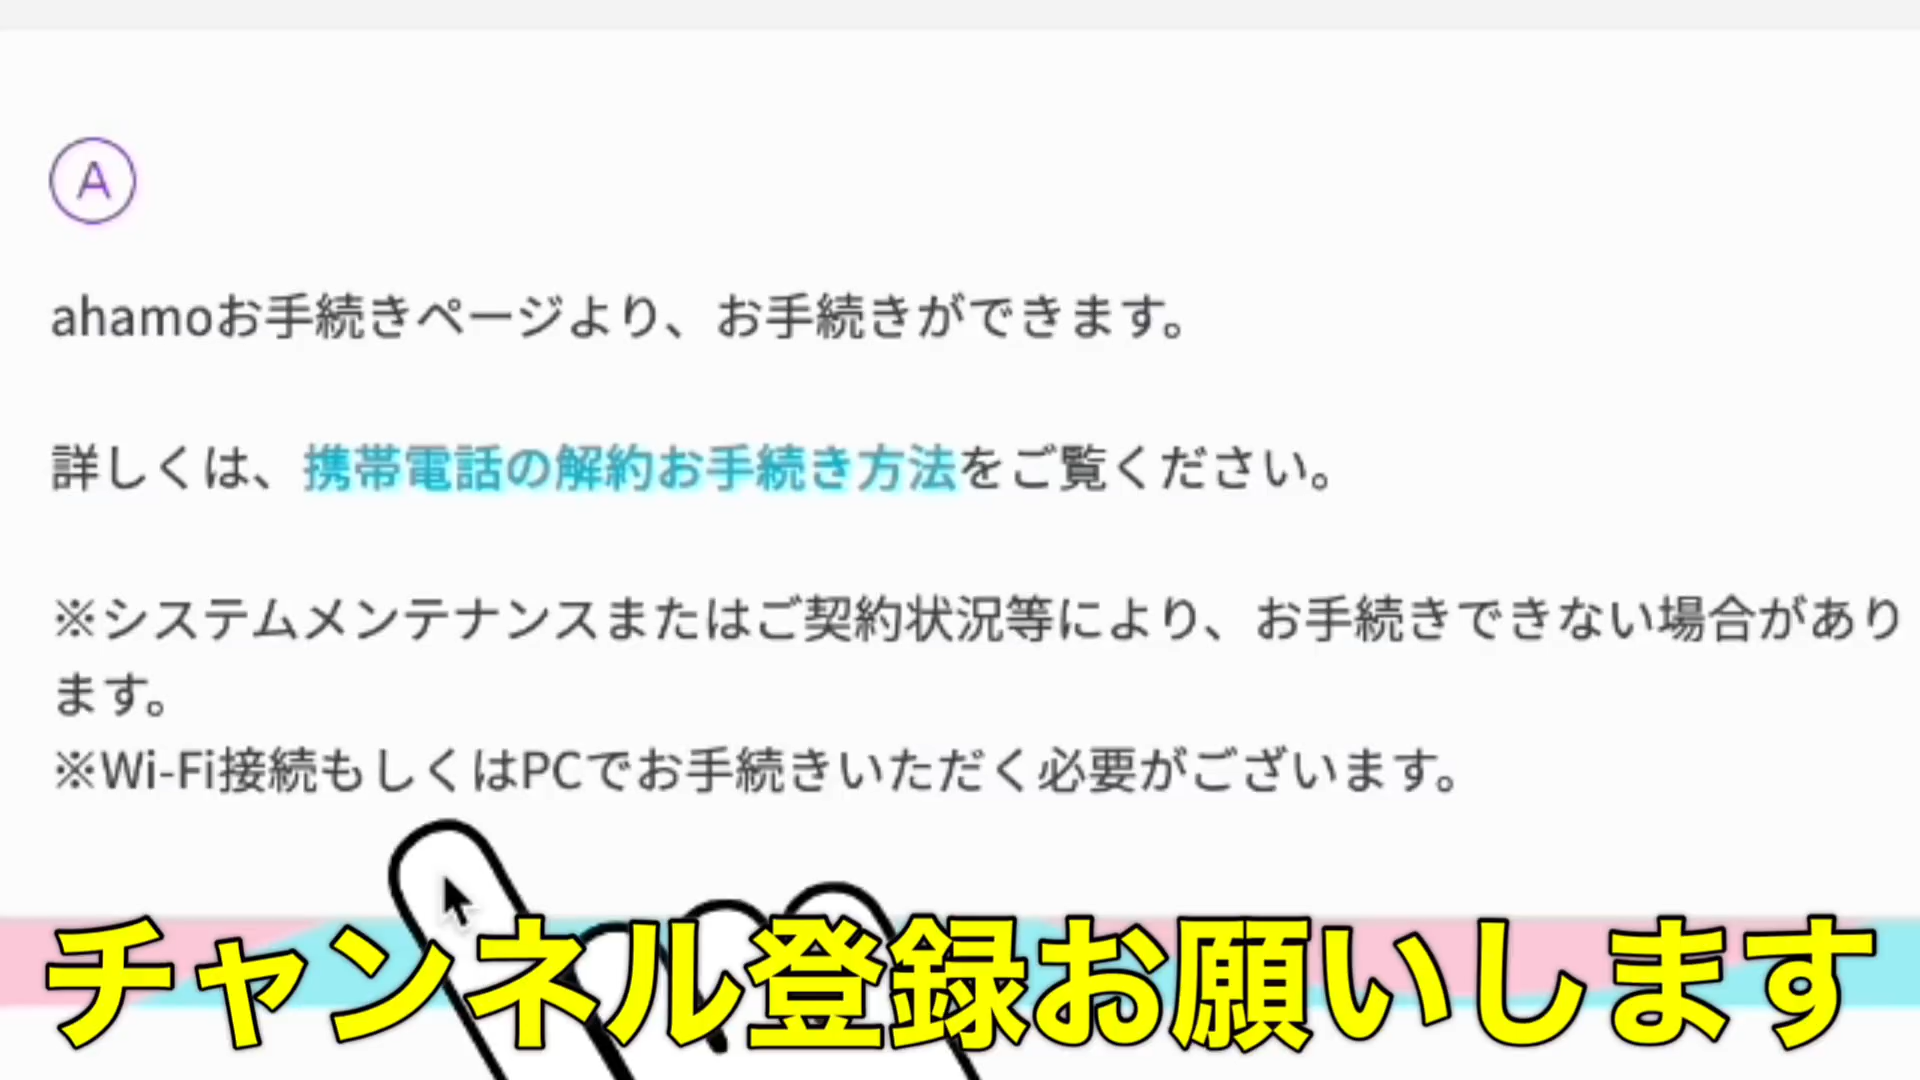 A
ahamoお手続きページより、お手続きができます。
詳しくは、携帯電話の解約お手続き方法をご覧ください。
※システムメンテナンスまたはご契約状況等により、お手続きできない場合があり
ます。
※Wi-Fi接続もしくはPCでお手続きいただく必要がございます。
チャンネル登録お願いします